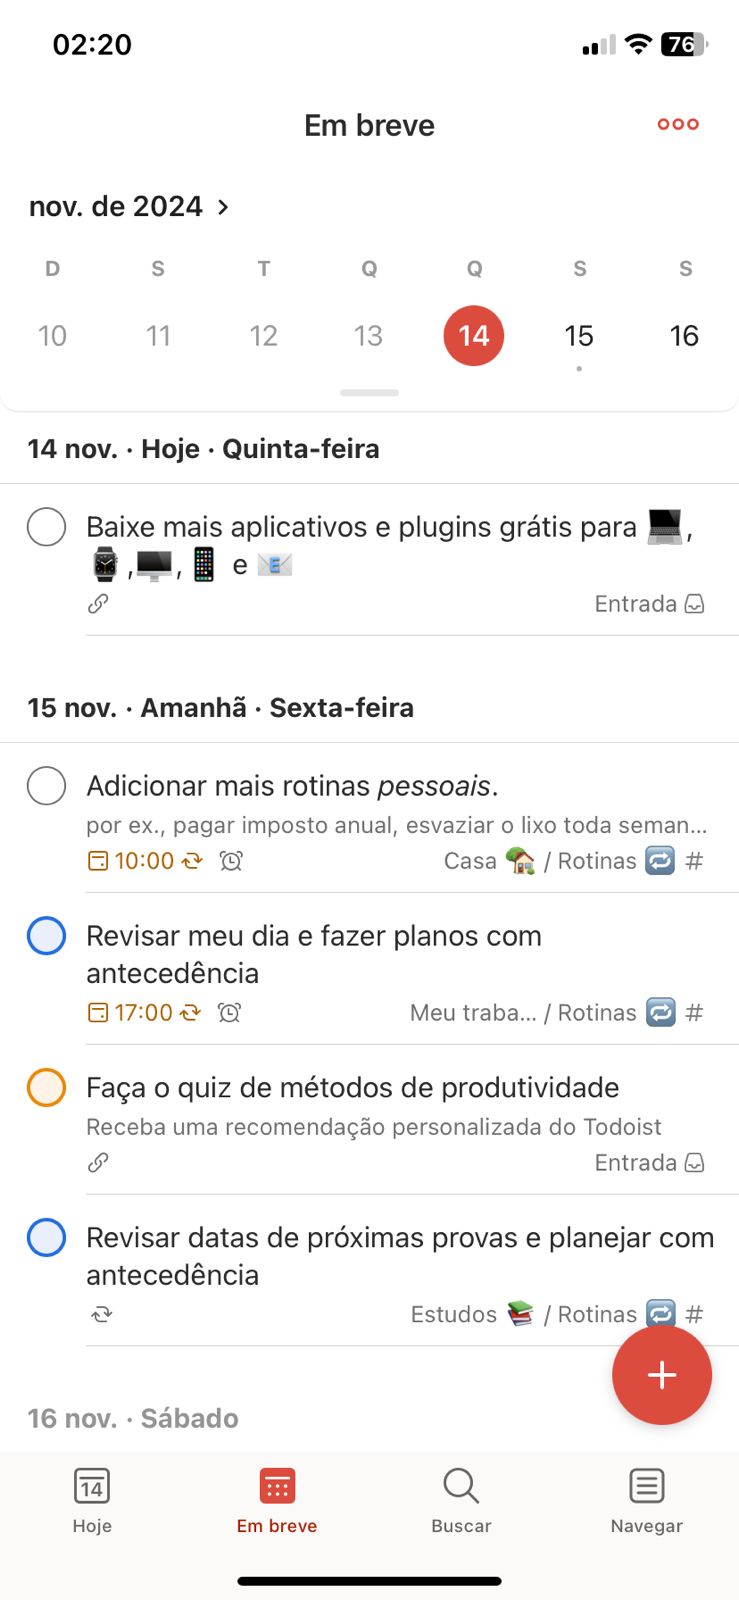 02:20
76
Em breve
nov. de 2024
D S T Q Q S S
10 11 12 13 14 15 16
14 nov. · Hoje · Quinta-feira
Baixe mais aplicativos e plugins grátis para 💻,
⌚,🖥️,📱 e 📧
Entrada
15 nov. · Amanhã · Sexta-feira
Adicionar mais rotinas pessoais.
por ex., pagar imposto anual, esvaziar o lixo toda seman...
10:00 Casa 🏡 / Rotinas 🔁 #
Revisar meu dia e fazer planos com
antecedência
17:00 Meu traba... / Rotinas 🔁 #
Faça o quiz de métodos de produtividade
Receba uma recomendação personalizada do Todoist
Entrada
Revisar datas de próximas provas e planejar com
antecedência
Estudos 📚 / Rotinas 🔁 #
+
16 nov. · Sábado
14
Hoje Em breve Buscar Navegar